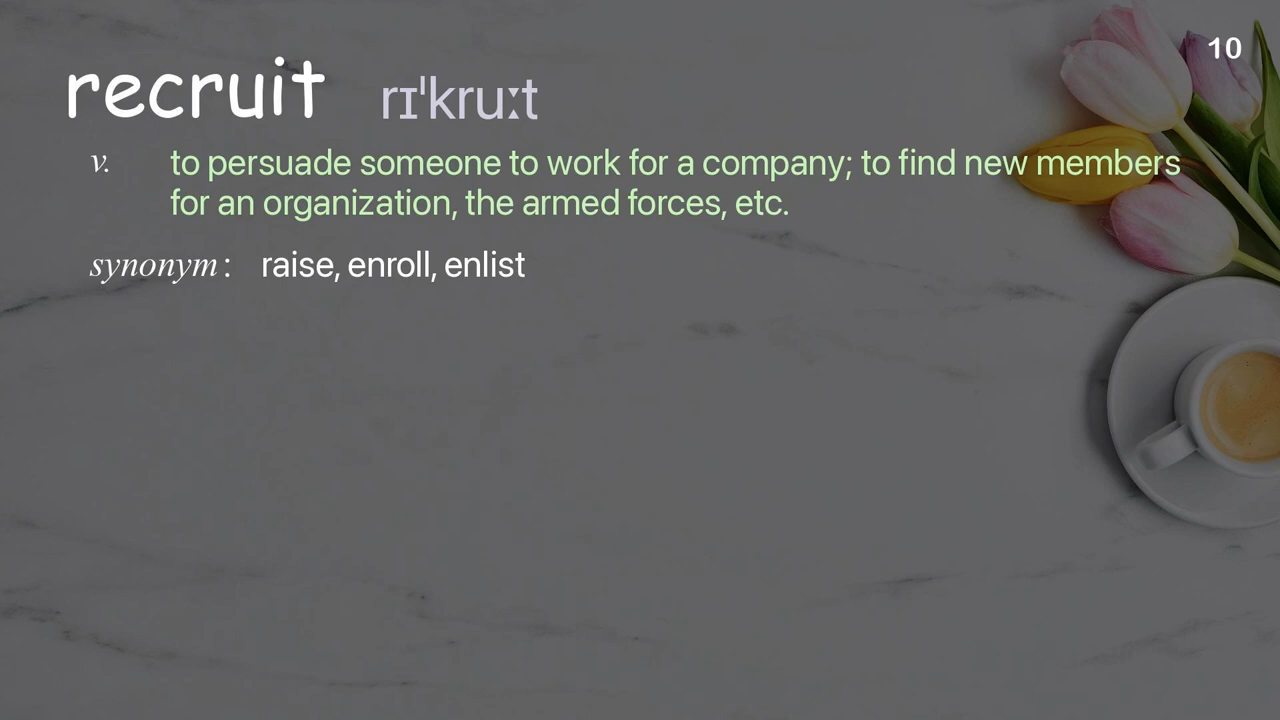 10
recruit rɪˈkruːt
v. to persuade someone to work for a company; to find new members
for an organization, the armed forces, etc.
synonym : raise, enroll, enlist